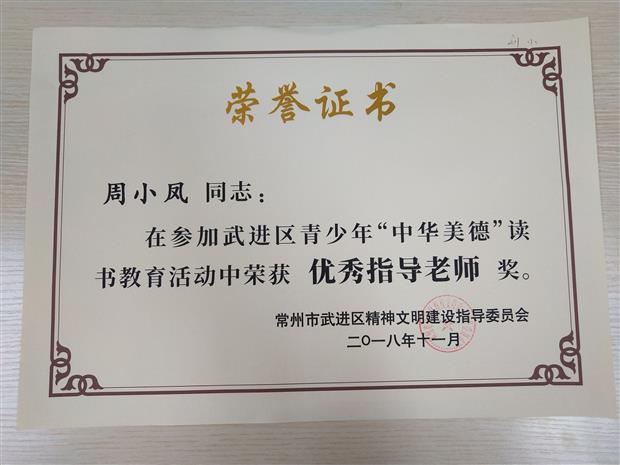 荣誉证书
周小凤 同志：
在参加武进区青少年“中华美德”读
书教育活动中荣获 优秀指导老师 奖。
常州市武进区精神文明建设指导委员会
二〇一八年十一月